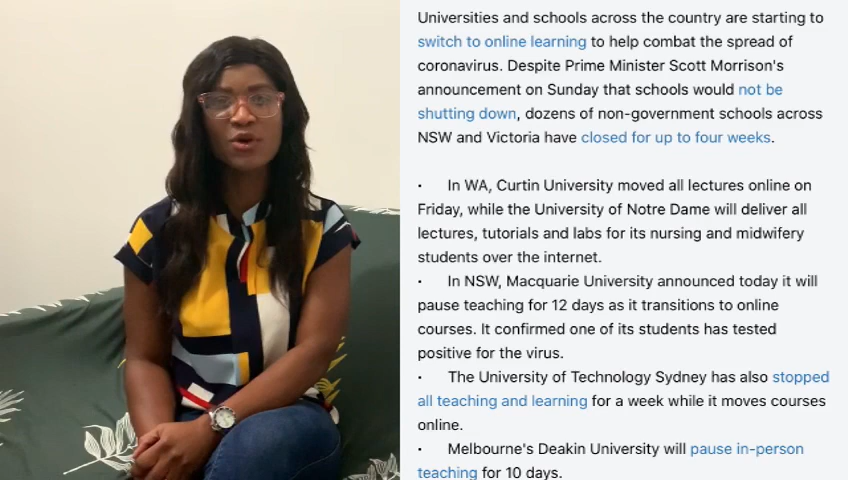 Universities and schools across the country are starting to
switch to online learning to help combat the spread of
coronavirus. Despite Prime Minister Scott Morrison's
announcement on Sunday that schools would not be
shutting down, dozens of non-government schools across
NSW and Victoria have closed for up to four weeks.
· In WA, Curtin University moved all lectures online on
Friday, while the University of Notre Dame will deliver all
lectures, tutorials and labs for its nursing and midwifery
students over the internet.
· In NSW, Macquarie University announced today it will
pause teaching for 12 days as it transitions to online
courses. It confirmed one of its students has tested
positive for the virus.
· The University of Technology Sydney has also stopped
all teaching and learning for a week while it moves courses
online.
· Melbourne's Deakin University will pause in-person
teaching for 10 days.